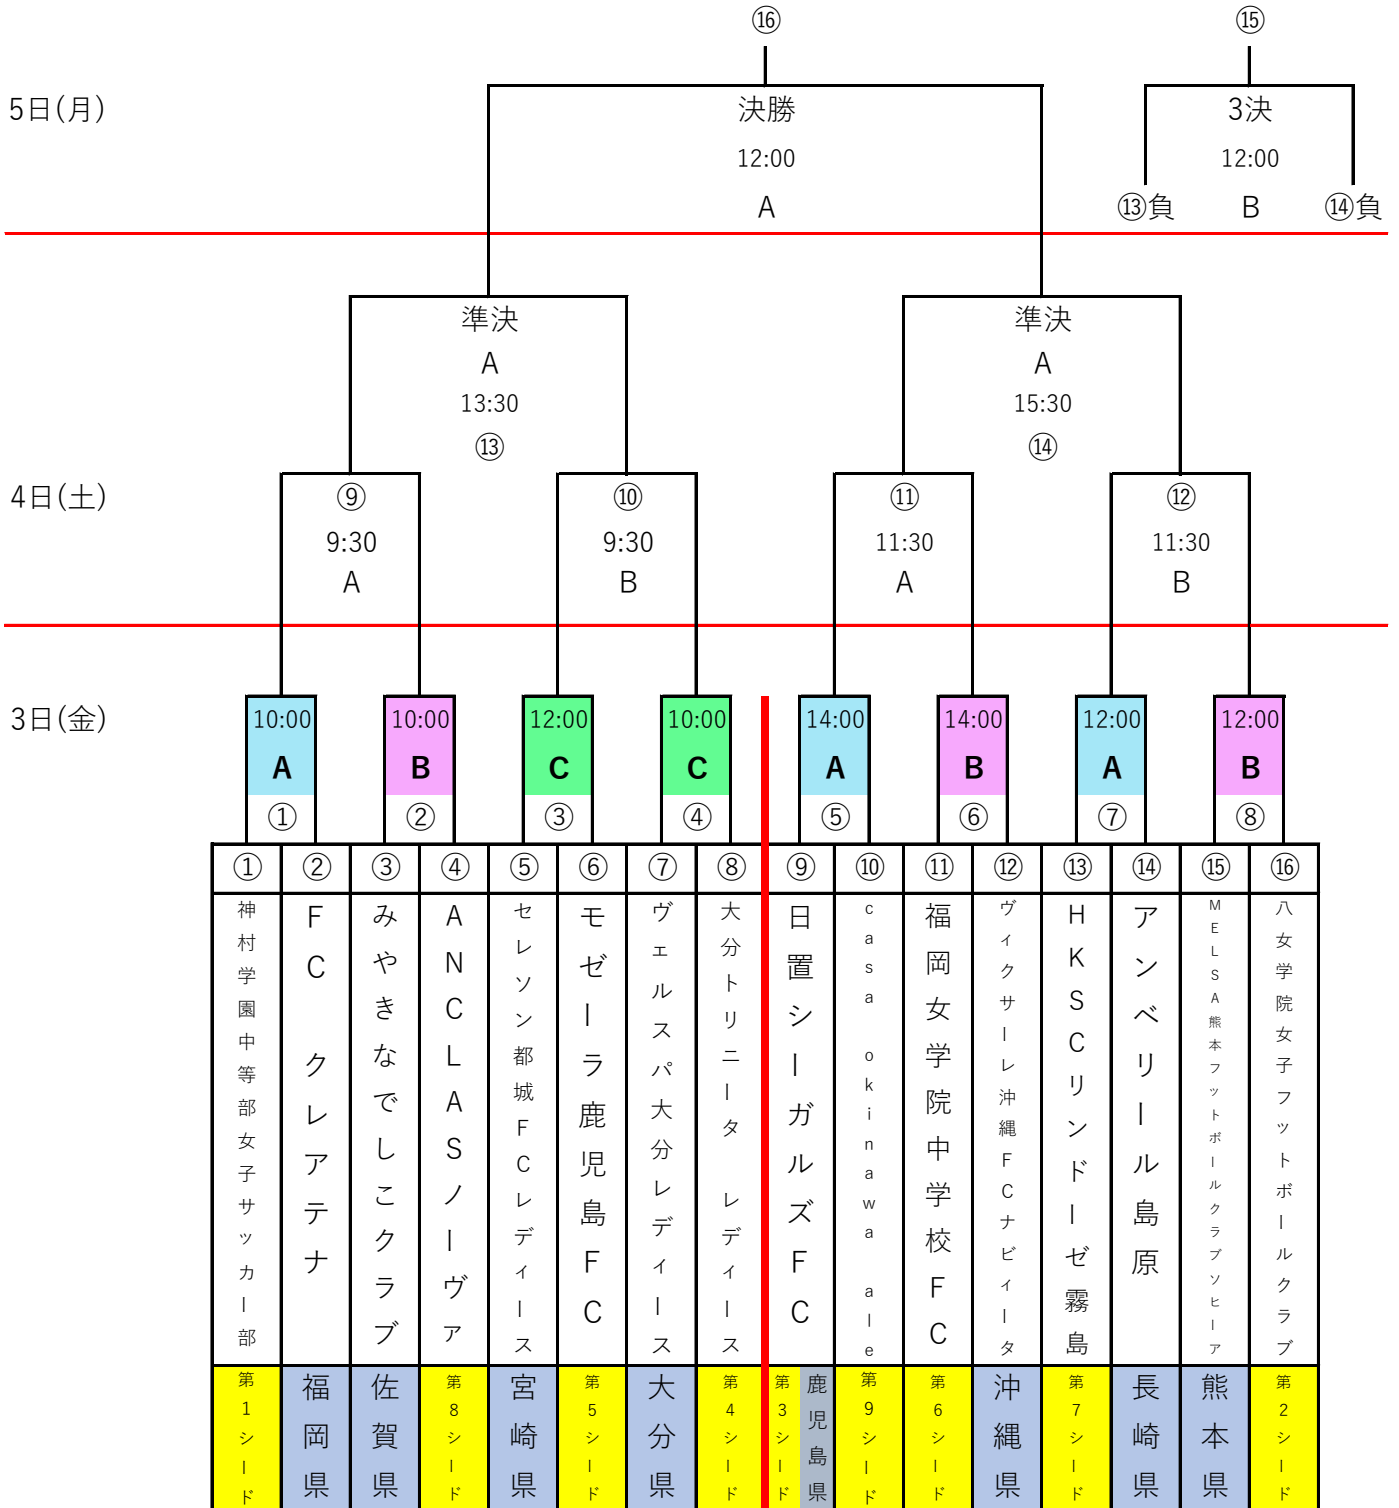 ⑯ ⑮
5日(月) 決勝 3決
12:00 12:00
A ⑬負 B ⑭負
準決 準決
A A
13:30 15:30
⑬ ⑭
4日(土) ⑨ ⑩ ⑪ ⑫
9:30 9:30 11:30 11:30
A B A B
3日(金) 10:00 10:00 12:00 10:00 14:00 14:00 12:00 12:00
A B C C A B A B
① ② ③ ④ ⑤ ⑥ ⑦ ⑧
① ② ③ ④ ⑤ ⑥ ⑦ ⑧ ⑨ ⑩ ⑪ ⑫ ⑬ ⑭ ⑮ ⑯
神村学園中等部女子サッカー部
FC クレアテナ
みやきなでしこクラブ
ANCLASノーヴァ
セレソン都城FCレディース
モゼーラ鹿児島FC
ヴェルスパ大分レディース
大分トリニータ レディース
日置シーガルズFC
casa okinawa ale
福岡女学院中学校FC
ヴィクサーレ沖縄FCナビィータ
HKSCリンドーゼ霧島
アンベリール島原
MELSA熊本フットボールクラブソヒーア
八女学院女子フットボールクラブ
第1シード
福岡県
佐賀県
第8シード
宮崎県
第5シード
大分県
第4シード
第3シード
鹿児島県
第9シード
第6シード
沖縄県
第7シード
長崎県
熊本県
第2シード